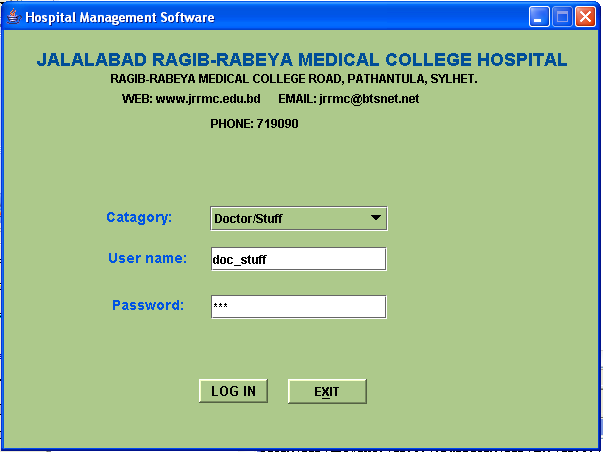 Hospital Management Software
JALALABAD RAGIB-RABEYA MEDICAL COLLEGE HOSPITAL
RAGIB-RABEYA MEDICAL COLLEGE ROAD, PATHANTULA, SYLHET.
WEB: www.jrrmc.edu.bd EMAIL: jrrmc@btsnet.net
PHONE: 719090
Catagory: Doctor/Stuff
User name: doc_stuff
Password: ***
LOG IN EXIT